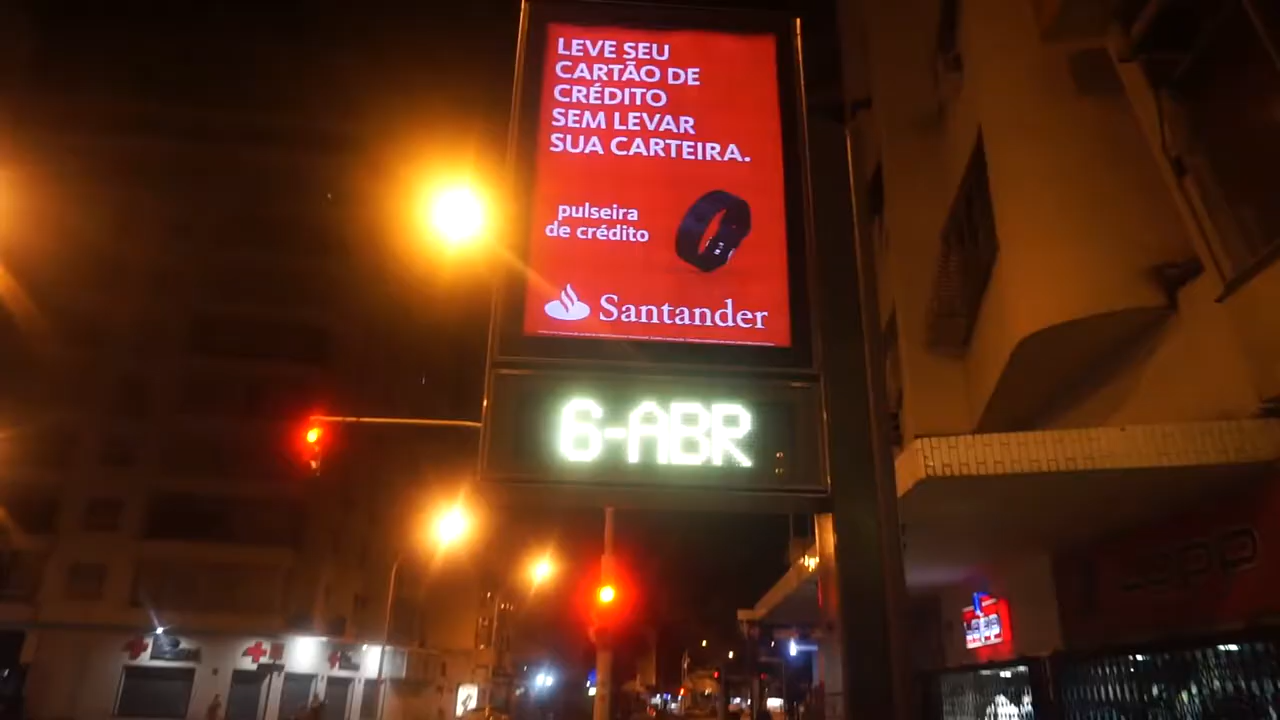 LEVE SEU
CARTÃO DE
CRÉDITO
SEM LEVAR
SUA CARTEIRA.
pulseira
de crédito
Santander
6-ABR